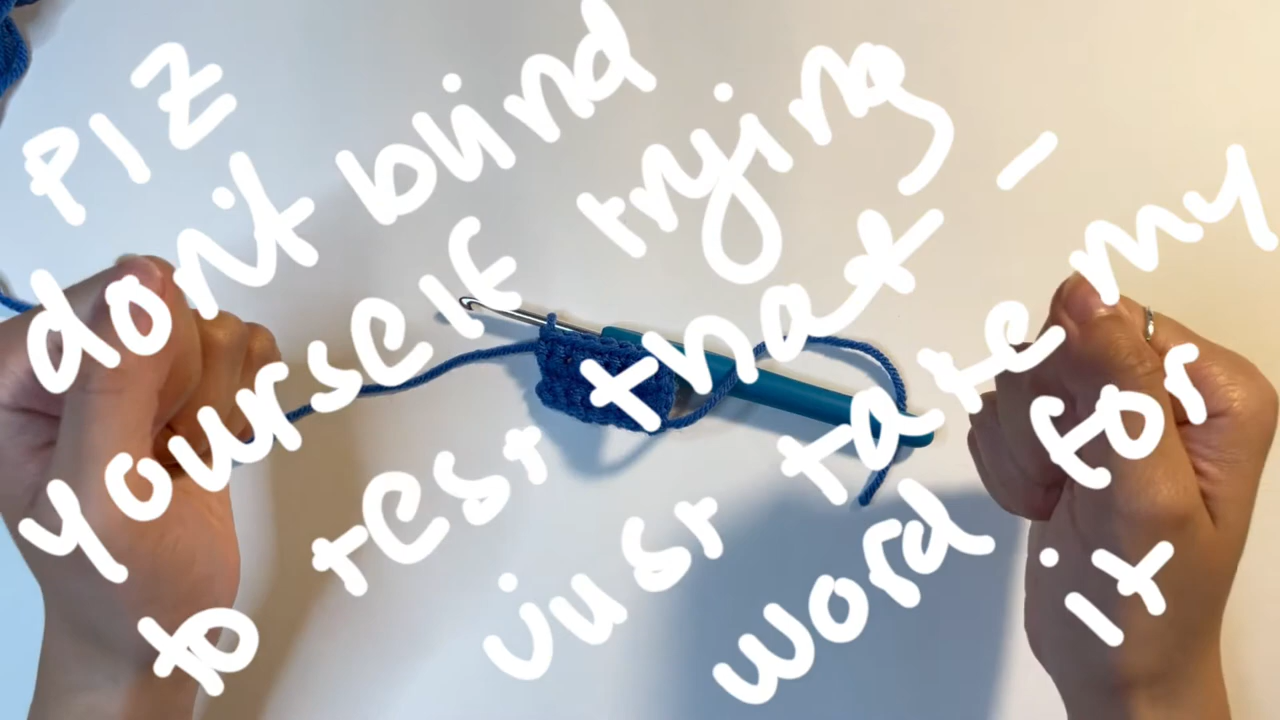 Plz
don't blind
yourself trying
to test that -
just take my
word for it